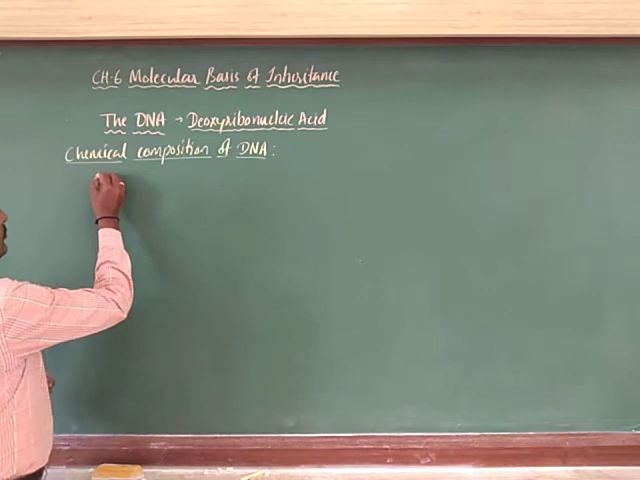 CH-6 Molecular Basis of Inheritance
The DNA → Deoxyribonucleic Acid
Chemical composition of DNA :